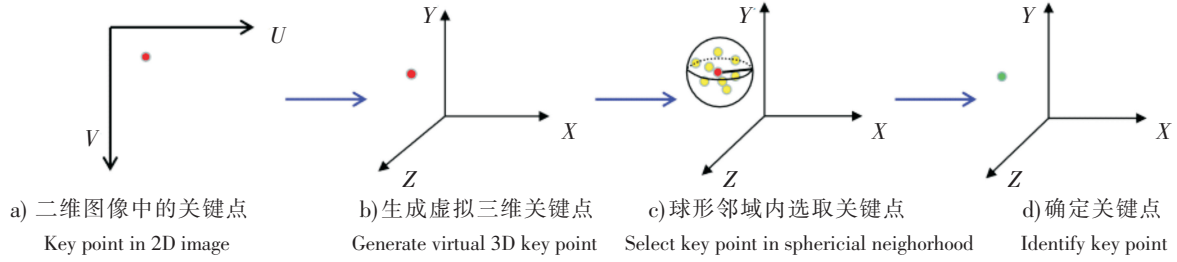 U
V
Y
X
Z
Y
X
Z
Y
X
Z
a) 二维图像中的关键点
Key point in 2D image
b)生成虚拟三维关键点
Generate virtual 3D key point
c)球形邻域内选取关键点
Select key point in sphericial neighorhood
d)确定关键点
Identify key point